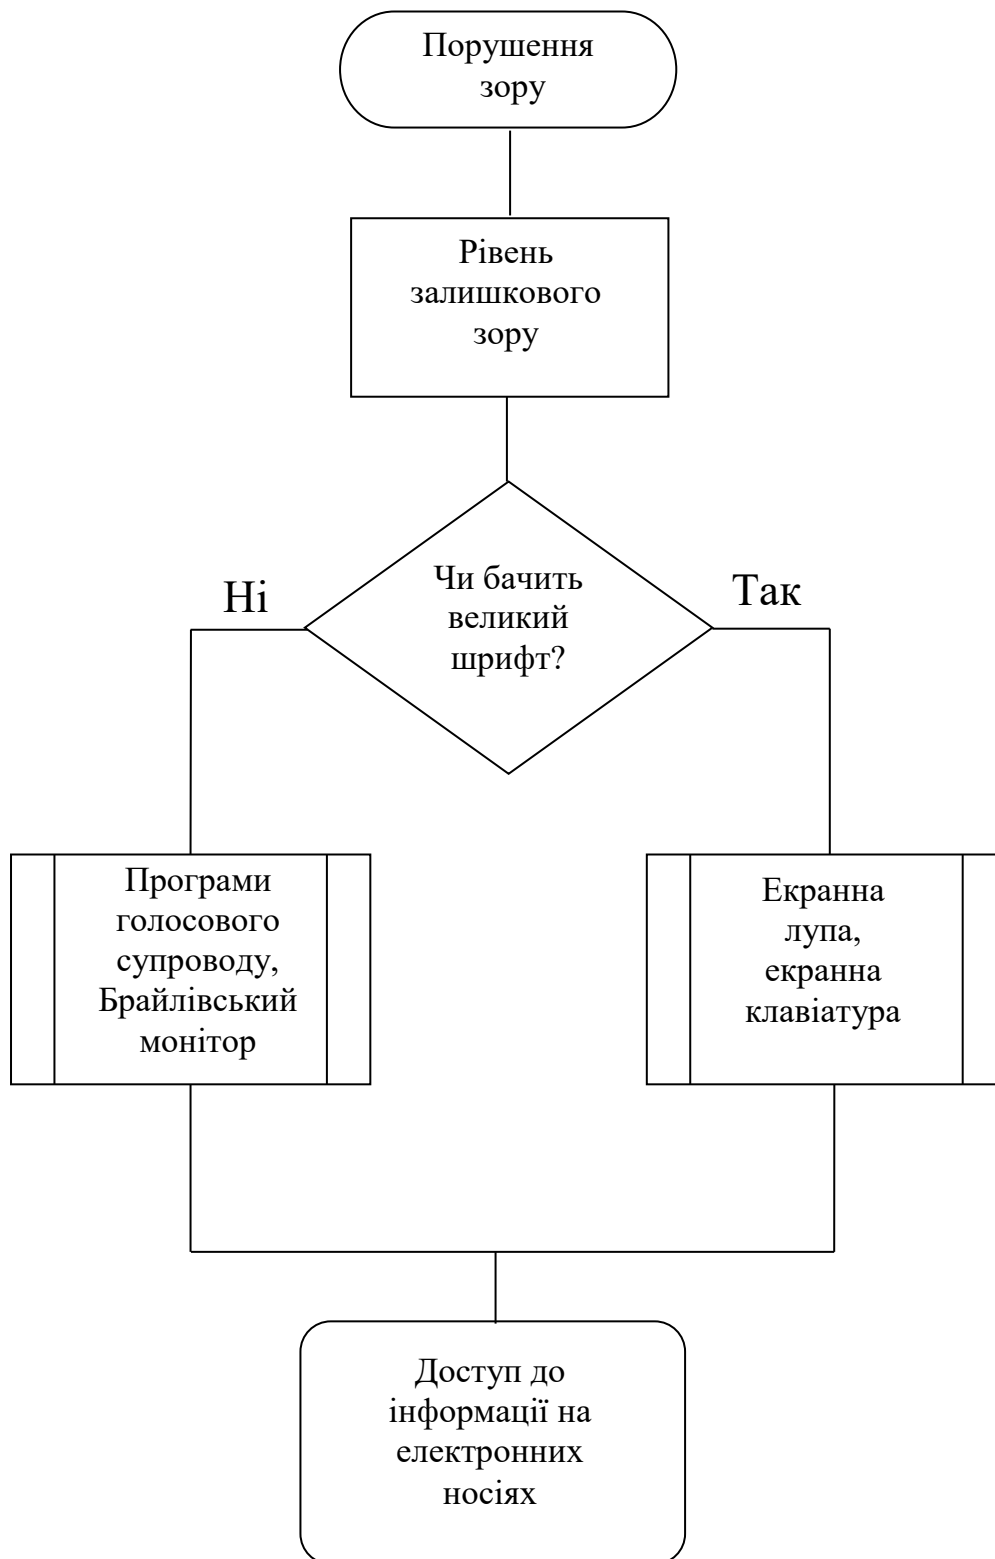 Порушення
зору
Рівень
залишкового
зору
Чи бачить
великий
шрифт?
Ні
Так
Програми
голосового
супроводу,
Брайлівський
монітор
Екранна
лупа,
екранна
клавіатура
Доступ до
інформації на
електронних
носіях